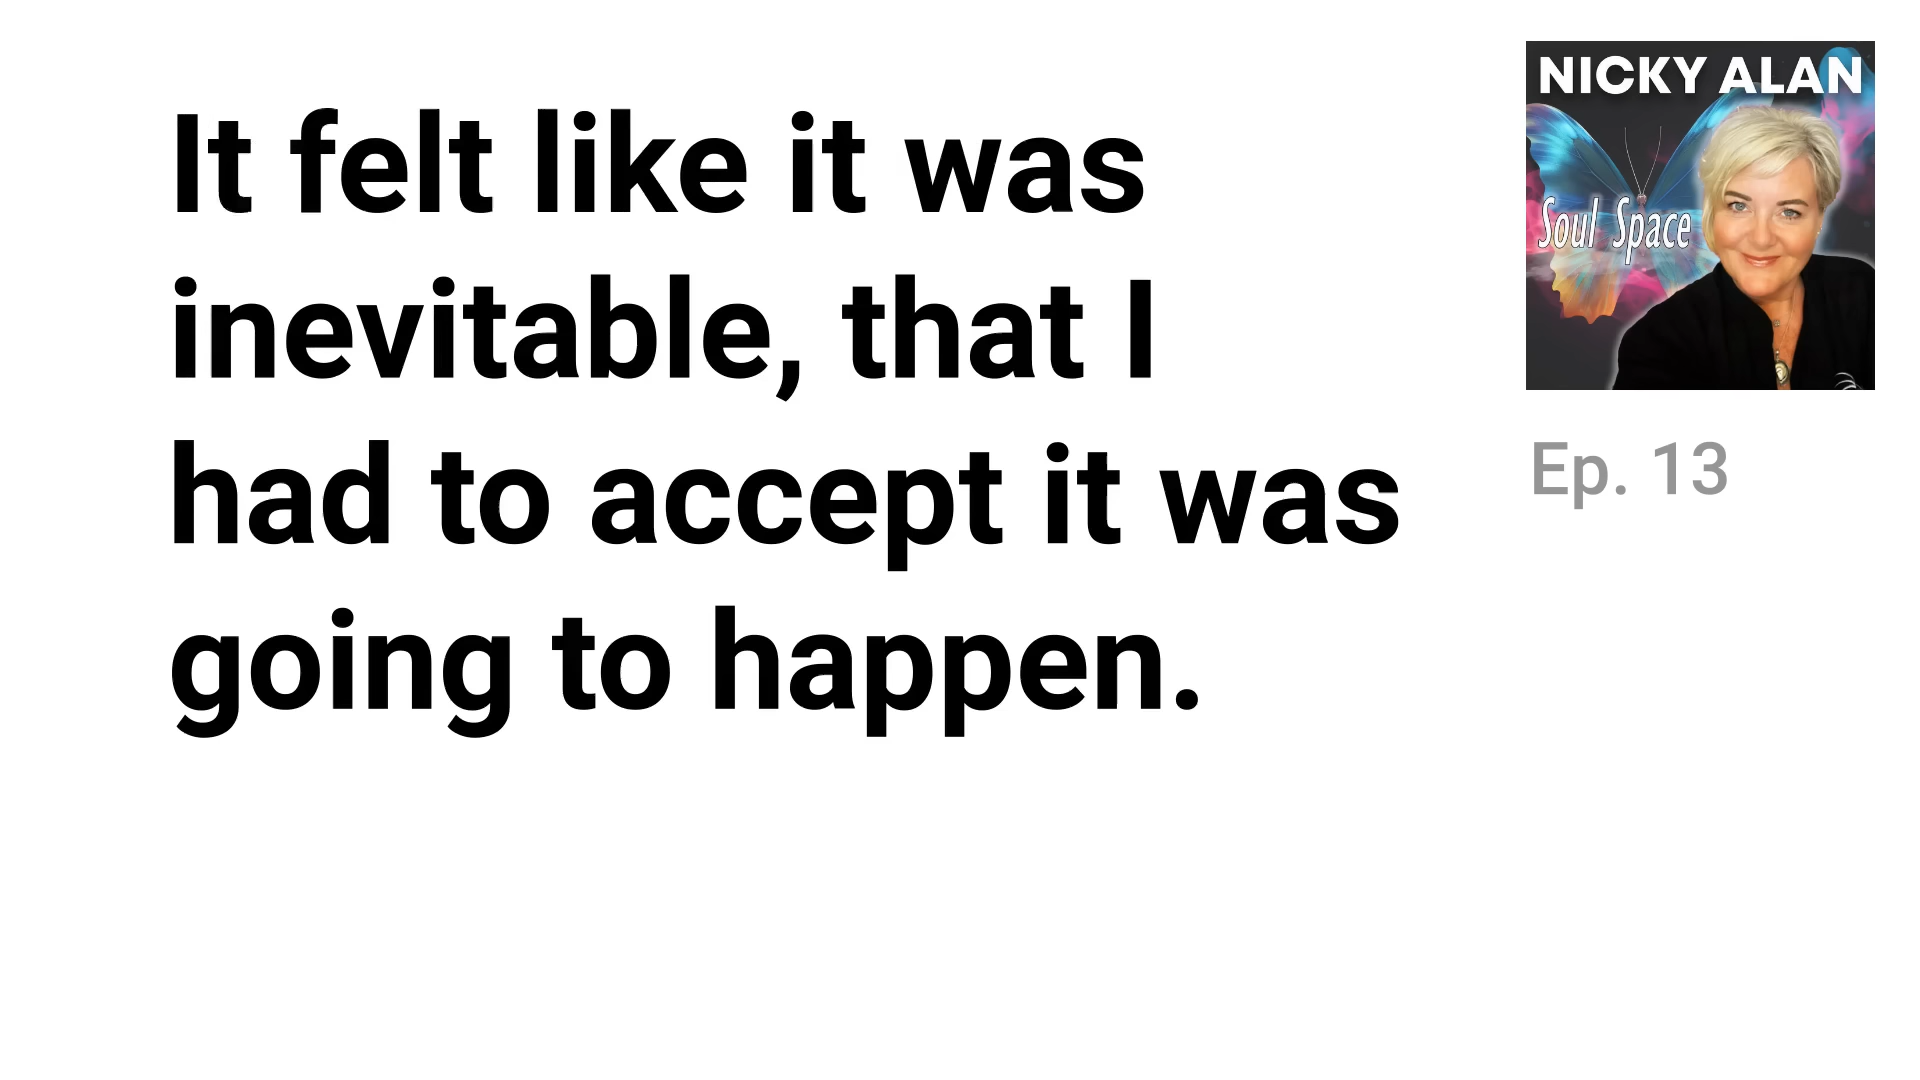 It felt like it was
inevitable, that I
had to accept it was
going to happen.
NICKY ALAN
Soul Space
Ep. 13